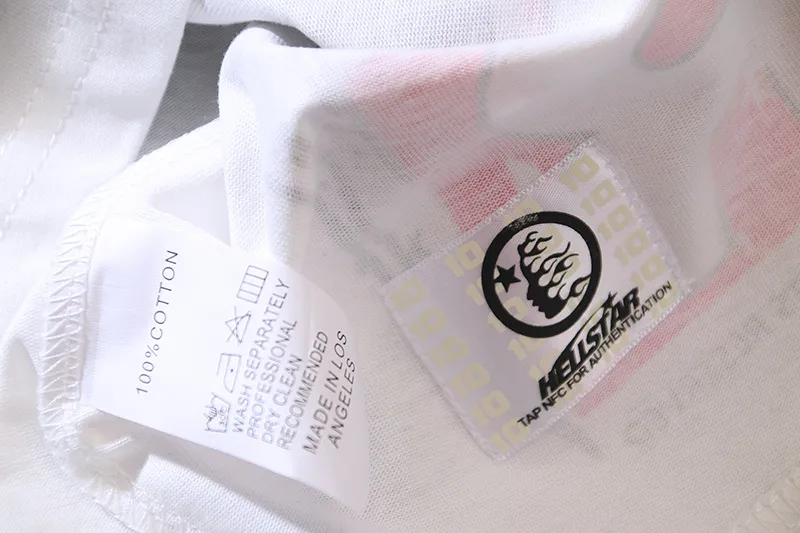 100%COTTON
WASH SEPARATELY
PROFESSIONAL
DRY CLEAN
RECOMMENDED
MADE IN LOS
ANGELES
HELLSTAR
TAP NFC FOR AUTHENTICATION